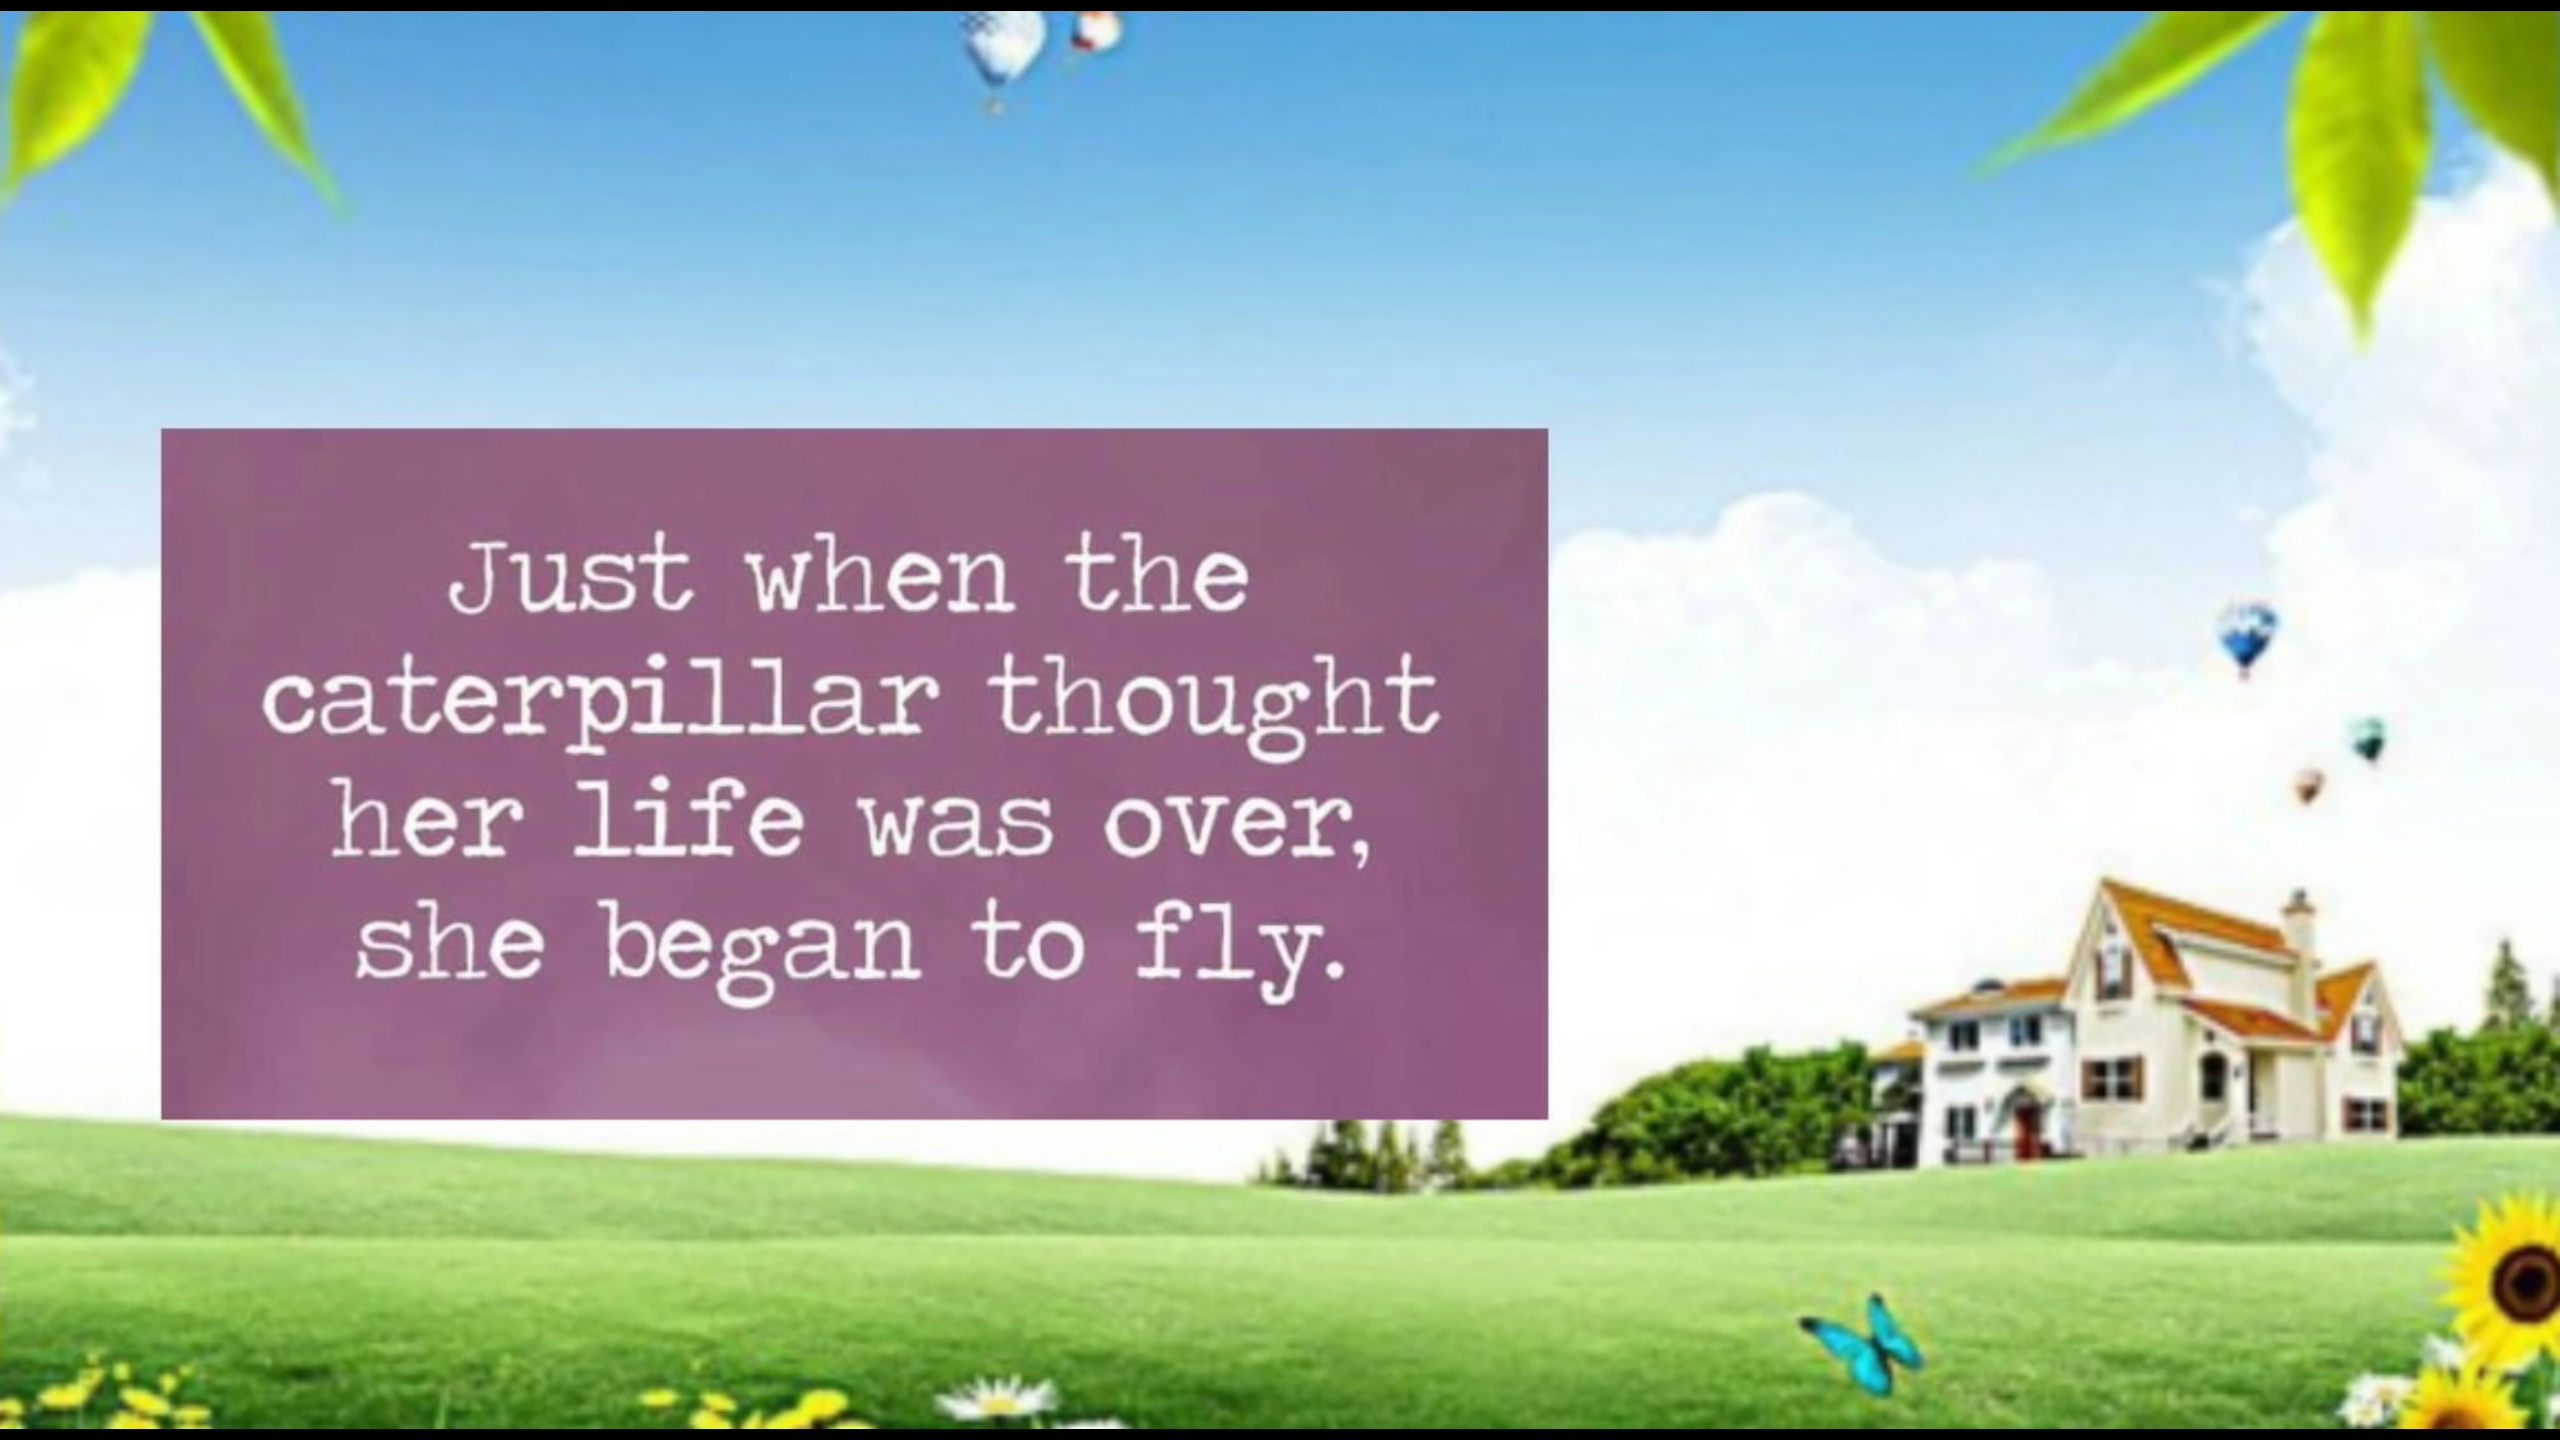 Just when the
caterpillar thought
her life was over,
she began to fly.